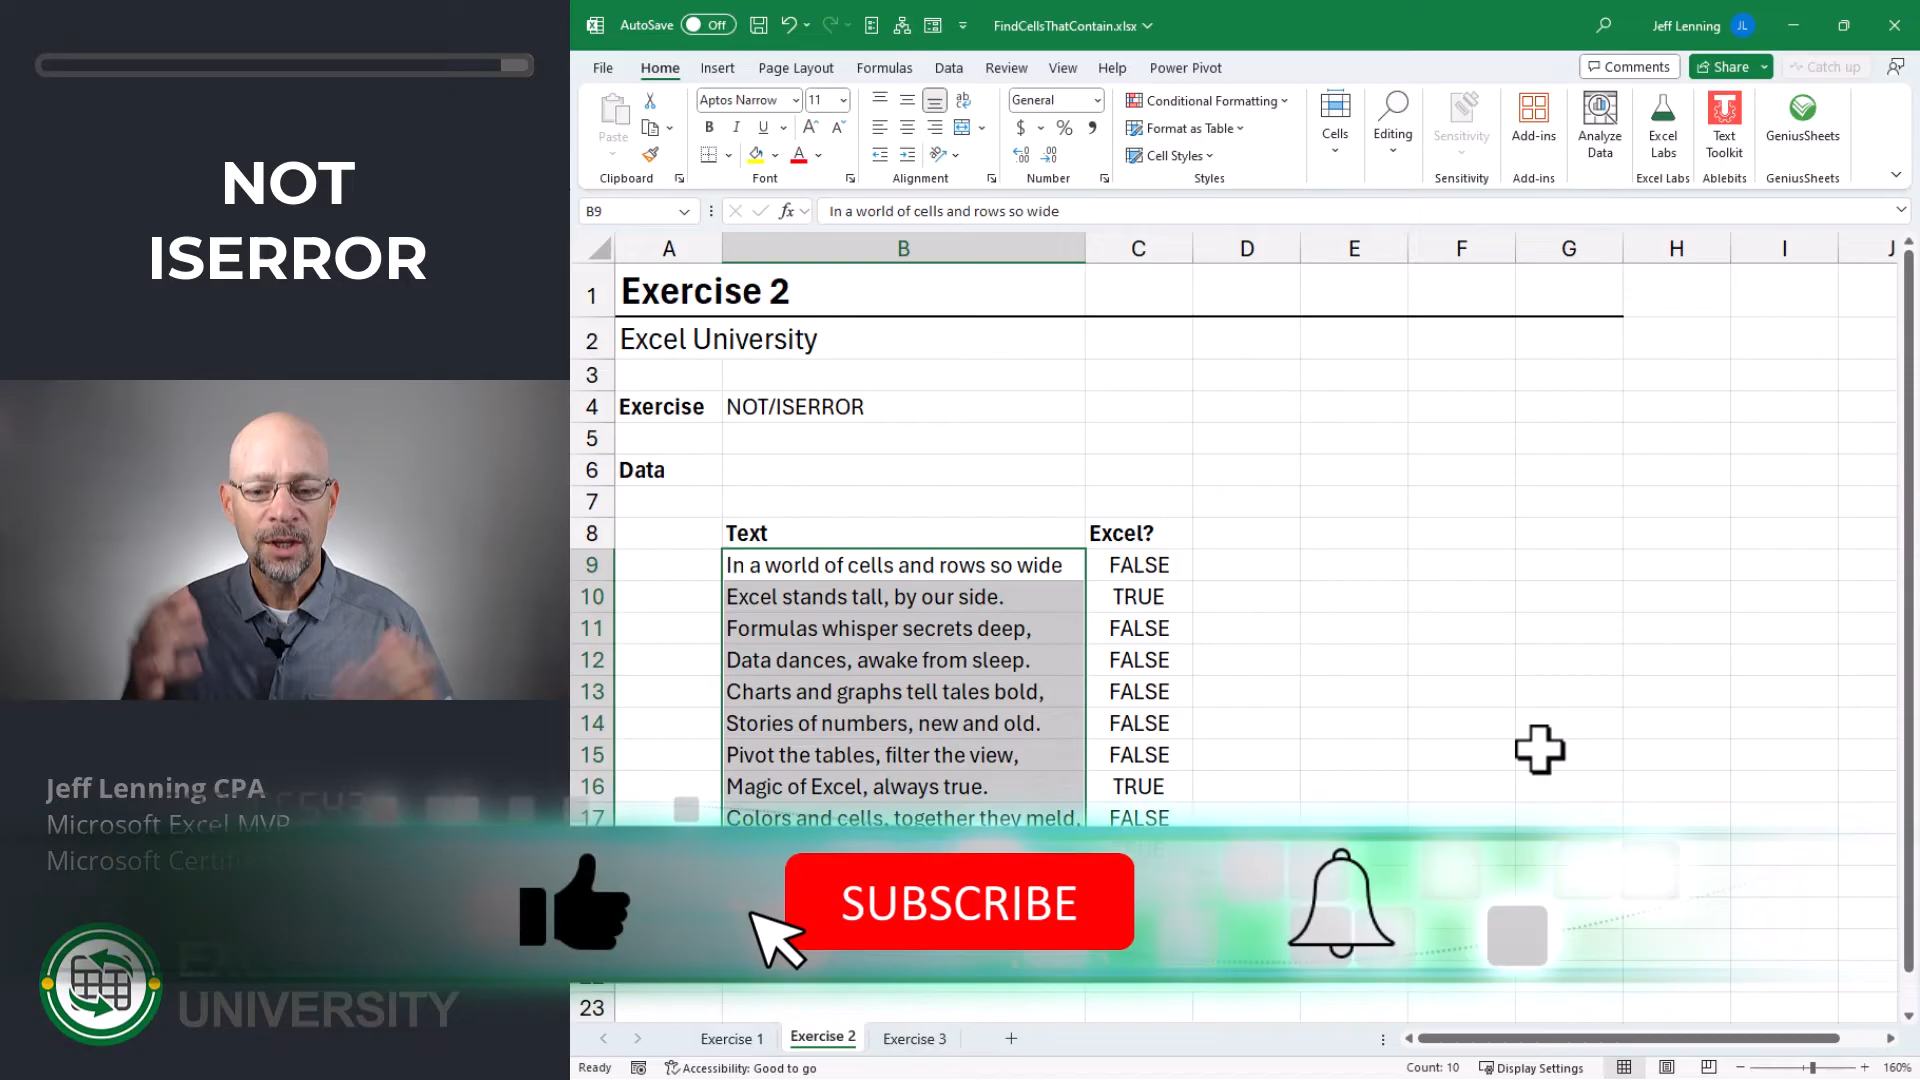 NOT
ISERROR
Jeff Lenning CPA
Microsoft Excel MVP
UNIVERSITY
AutoSave Off
FindCellsThatContain.xlsx
Jeff Lenning JL
File Home Insert Page Layout Formulas Data Review View Help Power Pivot
Comments Share Catch up
Paste
Aptos Narrow 11
B I U A A
General
$ % 9
Conditional Formatting
Format as Table
Cell Styles
Cells Editing Sensitivity Add-ins Analyze Data Excel Labs Text Toolkit GeniusSheets
Clipboard Font Alignment Number Styles Sensitivity Add-ins Excel Labs Ablebits GeniusSheets
B9 fx In a world of cells and rows so wide
A B C D E F G H I J
1 Exercise 2
2 Excel University
3
4 Exercise NOT/ISERROR
5
6 Data
7
8 Text Excel?
9 In a world of cells and rows so wide FALSE
10 Excel stands tall, by our side. TRUE
11 Formulas whisper secrets deep, FALSE
12 Data dances, awake from sleep. FALSE
13 Charts and graphs tell tales bold, FALSE
14 Stories of numbers, new and old. FALSE
15 Pivot the tables, filter the view, FALSE
16 Magic of Excel, always true. TRUE
17 Colors and cells, together they meld, FALSE
SUBSCRIBE
23
Exercise 1 Exercise 2 Exercise 3
Ready Accessibility: Good to go Count: 10 Display Settings 160%